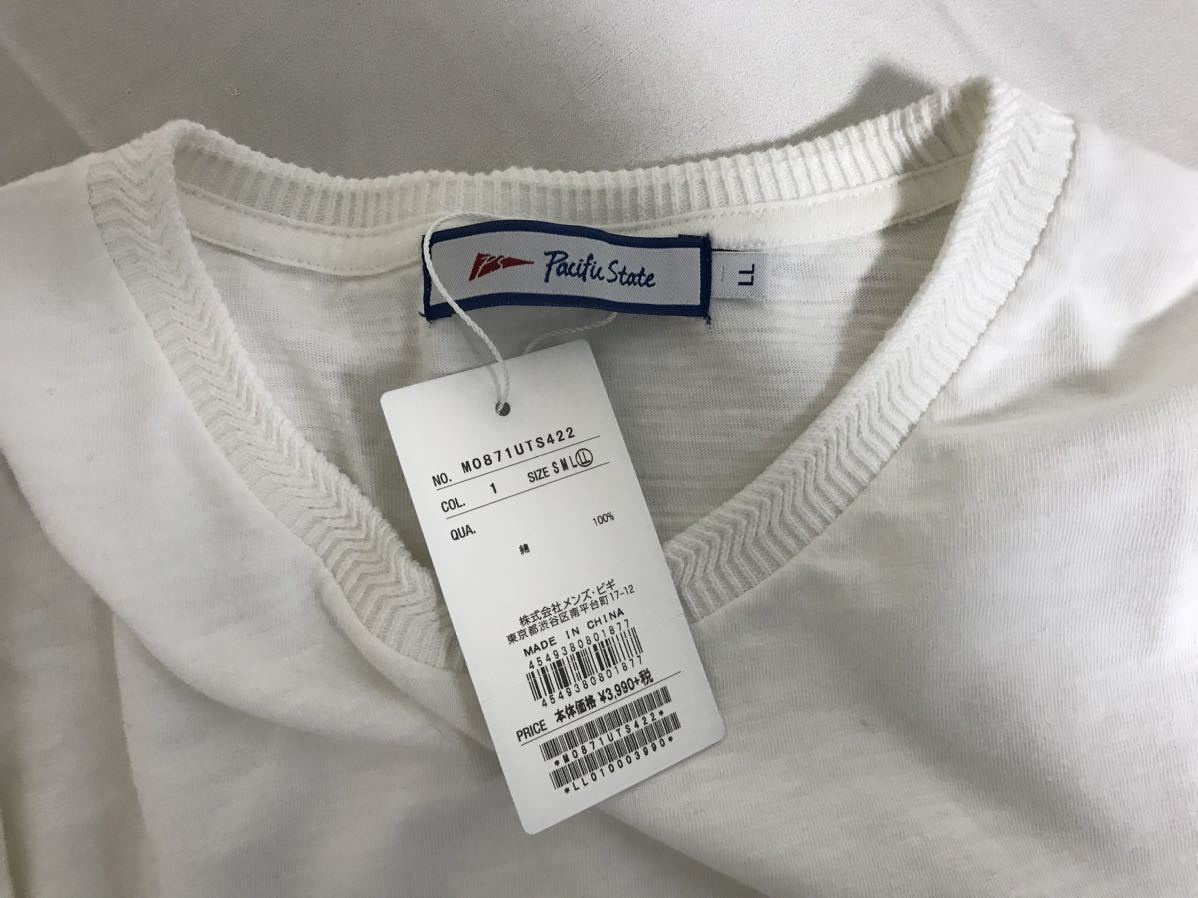 PS Pacific State
LL
NO. M0871UTS422
COL. 1 SIZE S M L LL
QUA.
綿 100%
株式会社メンズ・ビギ
東京都渋谷区南平台町17-12
MADE IN CHINA
4549380801877
4549380801877
PRICE 本体価格 ¥3,990+税
*M0871UTS422*
*LL010003990*